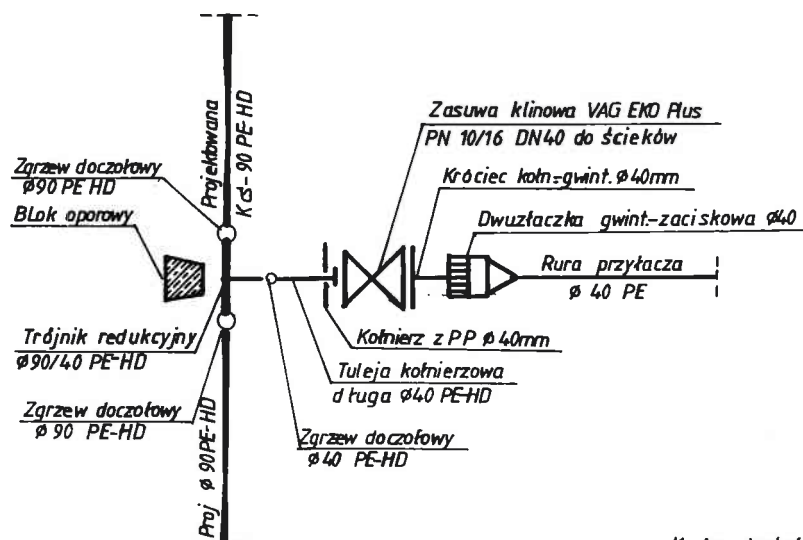 Projektowana
Kcś-90 PE-HD
Zgrzew doczołowy
Ø90 PE HD
Blok oporowy
Zasuwa klinowa VAG EKO Plus
PN 10/16 DN40 do ścieków
Króciec kołn-gwint. Ø40mm
Dwuzłączka gwint.-zaciskowa Ø40
Rura przyłącza
Ø 40 PE
Trójnik redukcyjny
Ø90/40 PE-HD
Kołnierz z PP Ø40mm
Tuleja kołnierzowa
długa Ø40 PE-HD
Zgrzew doczołowy
Ø 90 PE-HD
Zgrzew doczołowy
Ø40 PE-HD
Proj Ø 90PE-HD